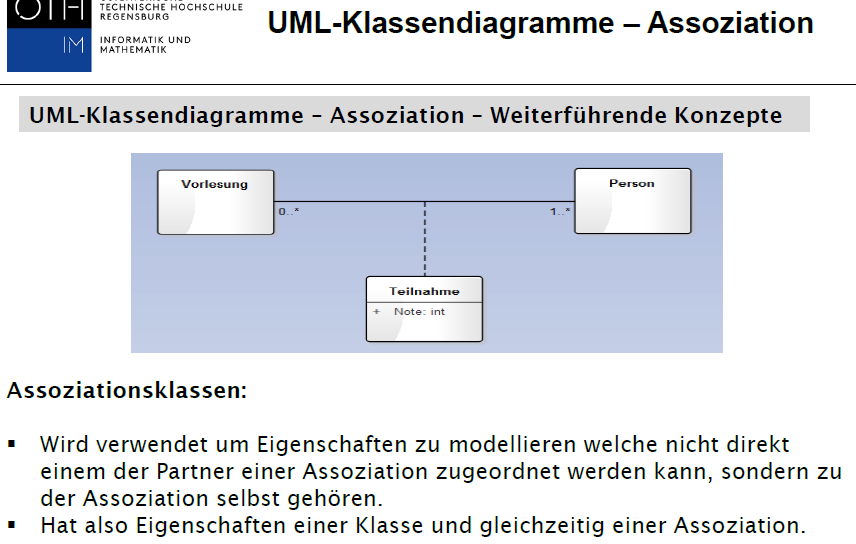 OTH
TECHNISCHE HOCHSCHULE
REGENSBURG
IM
INFORMATIK UND
MATHEMATIK
UML-Klassendiagramme – Assoziation
UML-Klassendiagramme – Assoziation – Weiterführende Konzepte
Vorlesung
Person
0..*
1..*
Teilnahme
+ Note: int
Assoziationsklassen:
▪ Wird verwendet um Eigenschaften zu modellieren welche nicht direkt
einem der Partner einer Assoziation zugeordnet werden kann, sondern zu
der Assoziation selbst gehören.
▪ Hat also Eigenschaften einer Klasse und gleichzeitig einer Assoziation.